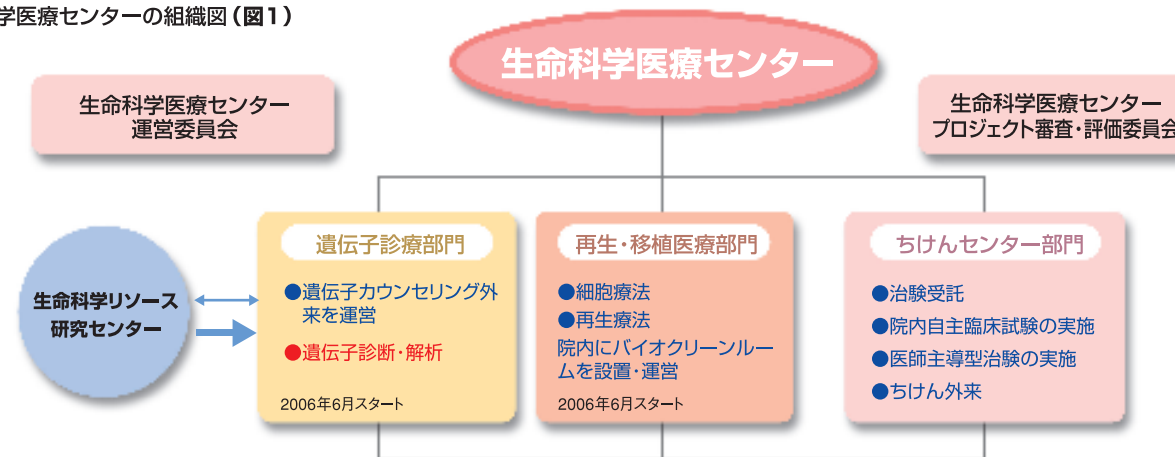 学医療センターの組織図(図1)
生命科学医療センター
生命科学医療センター
運営委員会
生命科学医療センター
プロジェクト審査・評価委員会
生命科学リソース
研究センター
遺伝子診療部門
●遺伝子カウンセリング外
来を運営
●遺伝子診断・解析
2006年6月スタート
再生・移植医療部門
●細胞療法
●再生療法
院内にバイオクリーンルー
ムを設置・運営
2006年6月スタート
ちけんセンター部門
●治験受託
●院内自主臨床試験の実施
●医師主導型治験の実施
●ちけん外来